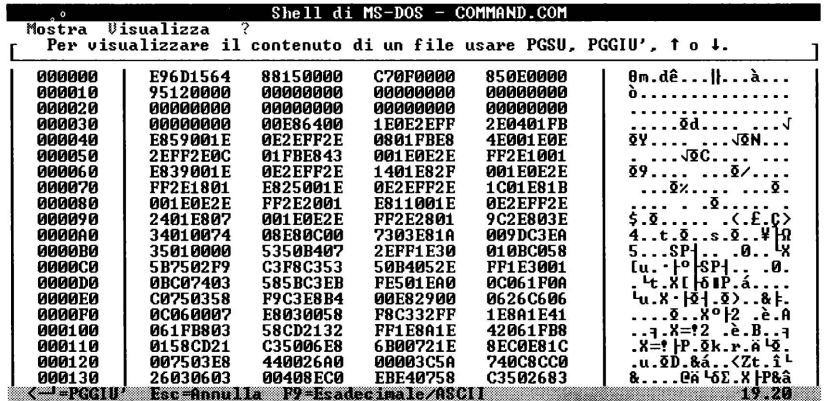 Shell di MS-DOS - COMMAND.COM
Mostra Visualizza ?
Per visualizzare il contenuto di un file usare PGSU, PGGIU', ↑ o ↓.
000000 E96D1564 88150000 C70F0000 850E0000
000010 95120000 00000000 00000000 00000000
000020 00000000 00000000 00000000 00000000
000030 00000000 00E86400 1E0E2EFF 2E0401FB
000040 E859001E 0E2EFF2E 0801FBE8 4E001E0E
000050 2EFF2E0C 01FBE843 001E0E2E FF2E1001
000060 E839001E 0E2EFF2E 1401E82F 001E0E2E
000070 FF2E1801 E825001E 0E2EFF2E 1C01E81B
000080 001E0E2E FF2E2001 E811001E 0E2EFF2E
000090 2401E807 001E0E2E FF2E2801 9C2E803E
0000A0 34010074 08E80C00 7303E81A 009DC3EA
0000B0 35010000 5350B407 2EFF1E30 010BC058
0000C0 5B7502F9 C3F8C353 50B4052E FF1E3001
0000D0 0BC07403 585BC3EB FE501EA0 0C061F0A
0000E0 C0750358 F9C3E8B4 00E82900 0626C606
0000F0 0C060007 E8030058 F8C332FF 1E8A1E41
000100 061FB803 58CD2132 FF1E8A1E 42061FB8
000110 0158CD21 C35006E8 6B00721E 8EC0E81C
000120 007503E8 440026A0 00003C5A 740C8CC0
000130 26030603 00408EC0 EBE40758 C3502683
<─┘=PGGIU' Esc=Annulla F9=Esadecimale/ASCII 19.20